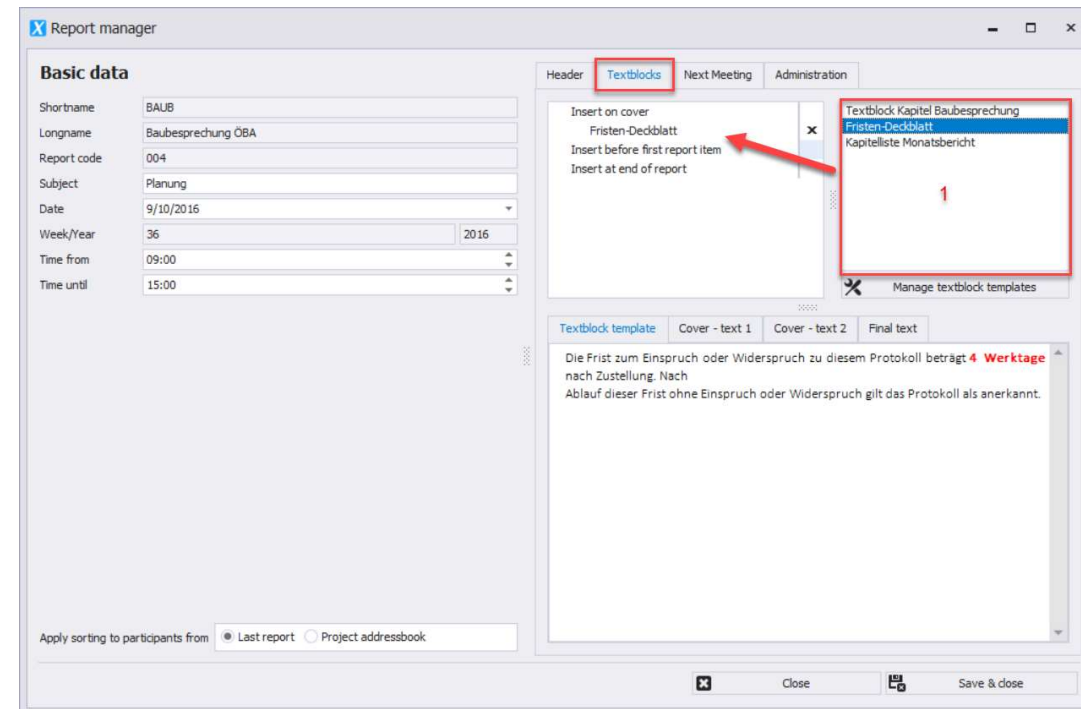 Report manager
Basic data
Shortname BAUB
Longname Baubesprechung ÖBA
Report code 004
Subject Planung
Date 9/10/2016
Week/Year 36 2016
Time from 09:00
Time until 15:00
Apply sorting to participants from Last report Project addressbook
Header Textblocks Next Meeting Administration
Insert on cover
Fristen-Deckblatt
Insert before first report item
Insert at end of report
Textblock Kapitel Baubesprechung
Fristen-Deckblatt
Kapitelliste Monatsbericht
1
Manage textblock templates
Textblock template Cover - text 1 Cover - text 2 Final text
Die Frist zum Einspruch oder Widerspruch zu diesem Protokoll beträgt 4 Werktage
nach Zustellung. Nach
Ablauf dieser Frist ohne Einspruch oder Widerspruch gilt das Protokoll als anerkannt.
Close Save & close